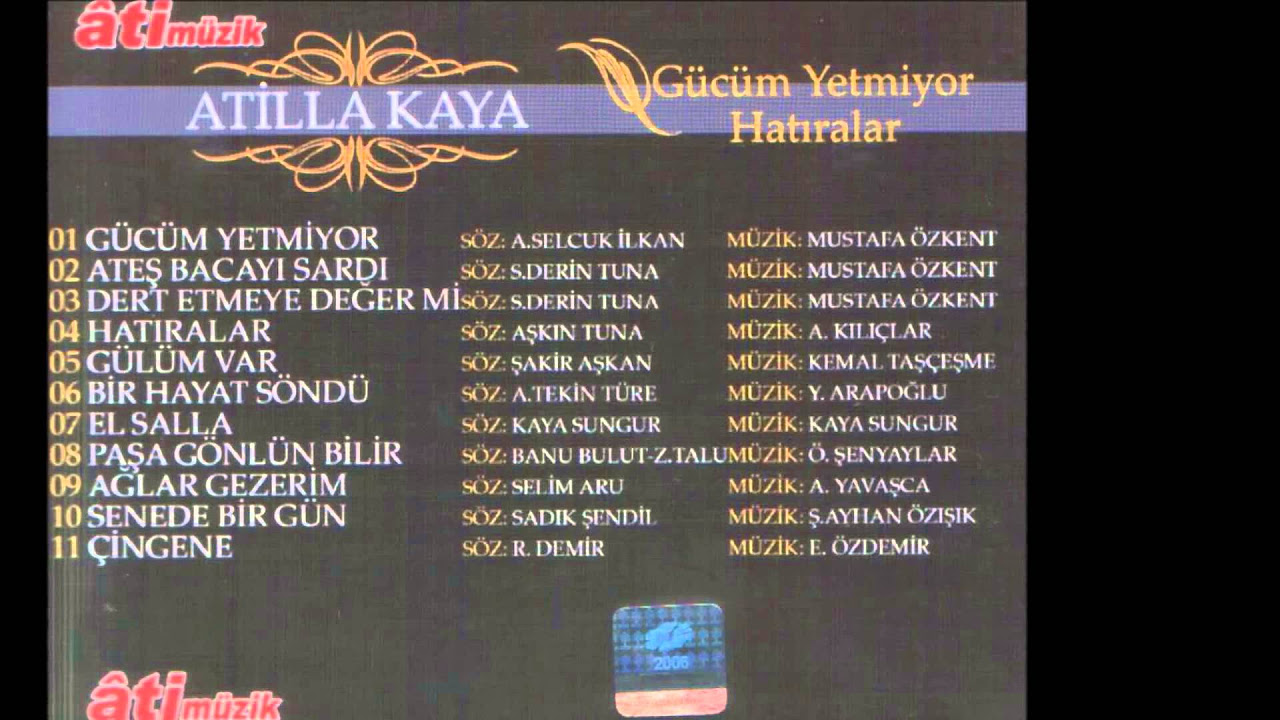 âti müzik
ATİLLA KAYA
Gücüm Yetmiyor
Hatıralar
01 GÜCÜM YETMİYOR SÖZ: A.SELCUK İLKAN MÜZİK: MUSTAFA ÖZKENT
02 ATEŞ BACAYI SARDI SÖZ: S.DERİN TUNA MÜZİK: MUSTAFA ÖZKENT
03 DERT ETMEYE DEĞER Mİ SÖZ: S.DERİN TUNA MÜZİK: MUSTAFA ÖZKENT
04 HATIRALAR SÖZ: AŞKIN TUNA MÜZİK: A. KILIÇLAR
05 GÜLÜM VAR SÖZ: ŞAKİR AŞKAN MÜZİK: KEMAL TAŞÇEŞME
06 BİR HAYAT SÖNDÜ SÖZ: A.TEKİN TÜRE MÜZİK: Y. ARAPOĞLU
07 EL SALLA SÖZ: KAYA SUNGUR MÜZİK: KAYA SUNGUR
08 PAŞA GÖNLÜN BİLİR SÖZ: BANU BULUT-Z.TALU MÜZİK: Ö. ŞENYAYLAR
09 AĞLAR GEZERİM SÖZ: SELİM ARU MÜZİK: A. YAVAŞCA
10 SENEDE BİR GÜN SÖZ: SADIK ŞENDİL MÜZİK: Ş.AYHAN ÖZIŞIK
11 ÇİNGENE SÖZ: R. DEMİR MÜZİK: E. ÖZDEMİR
2006
âti müzik